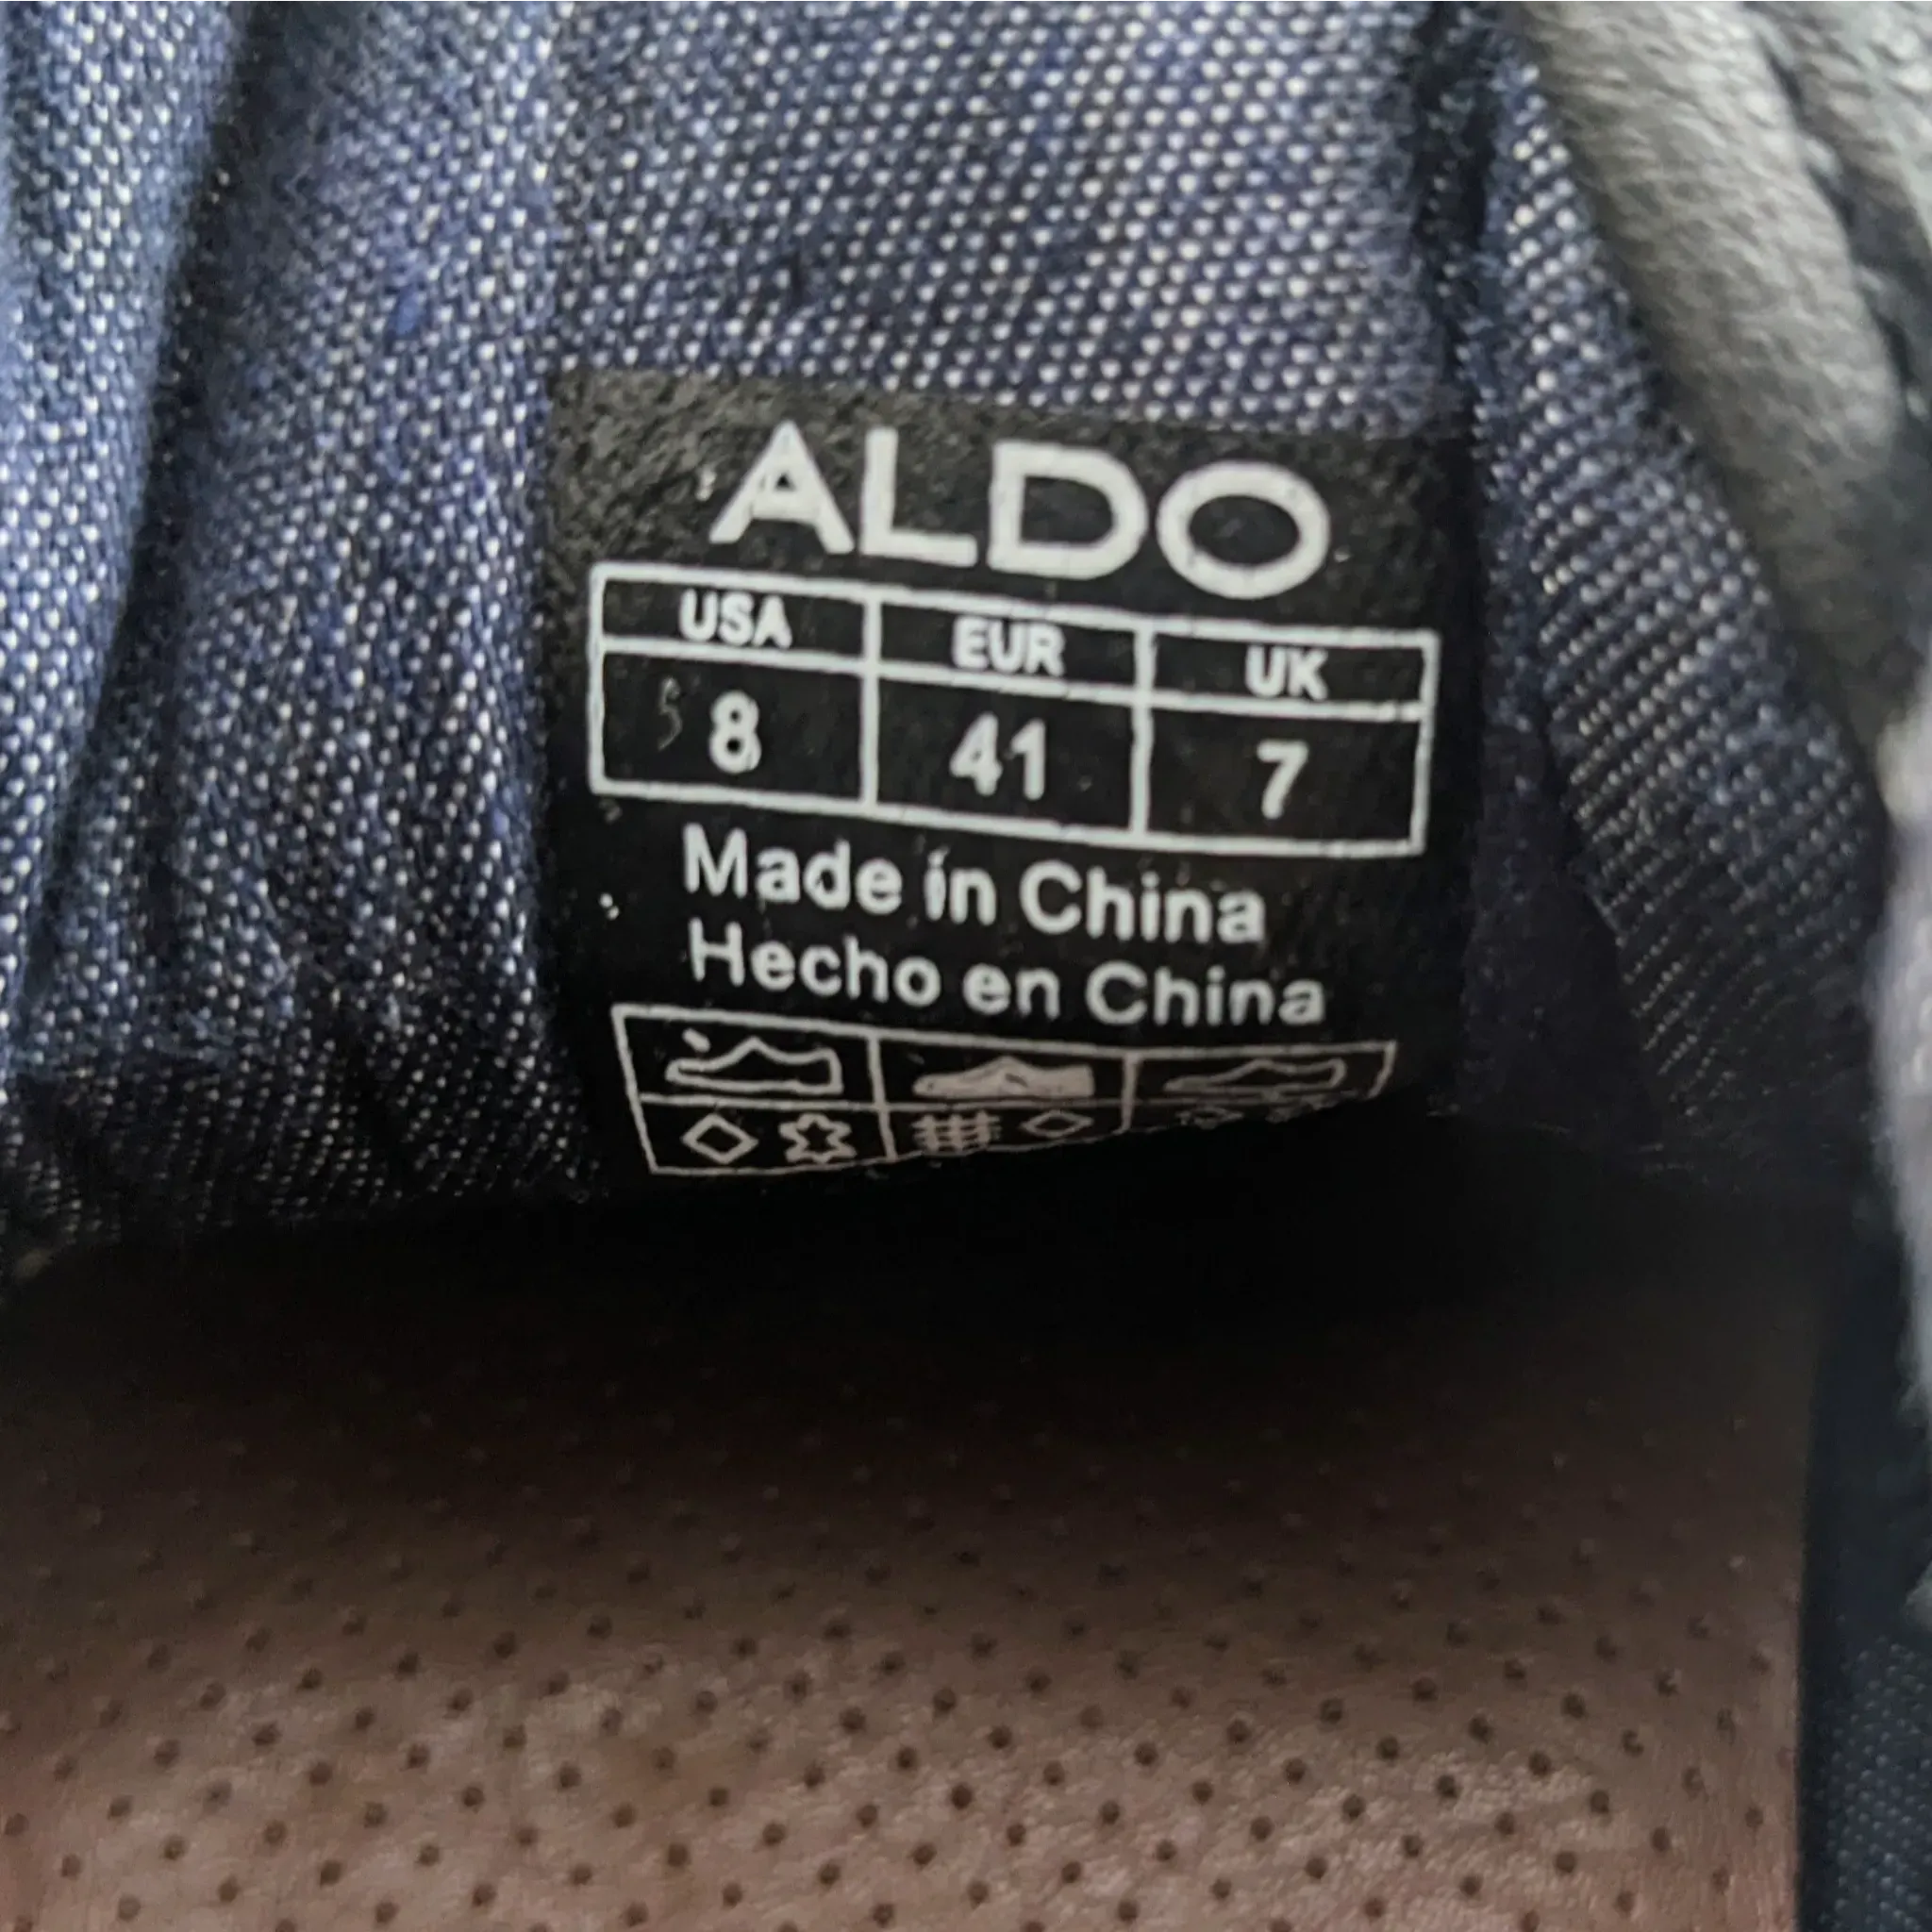 ALDO
USA EUR UK
8 41 7
Made in China
Hecho en China